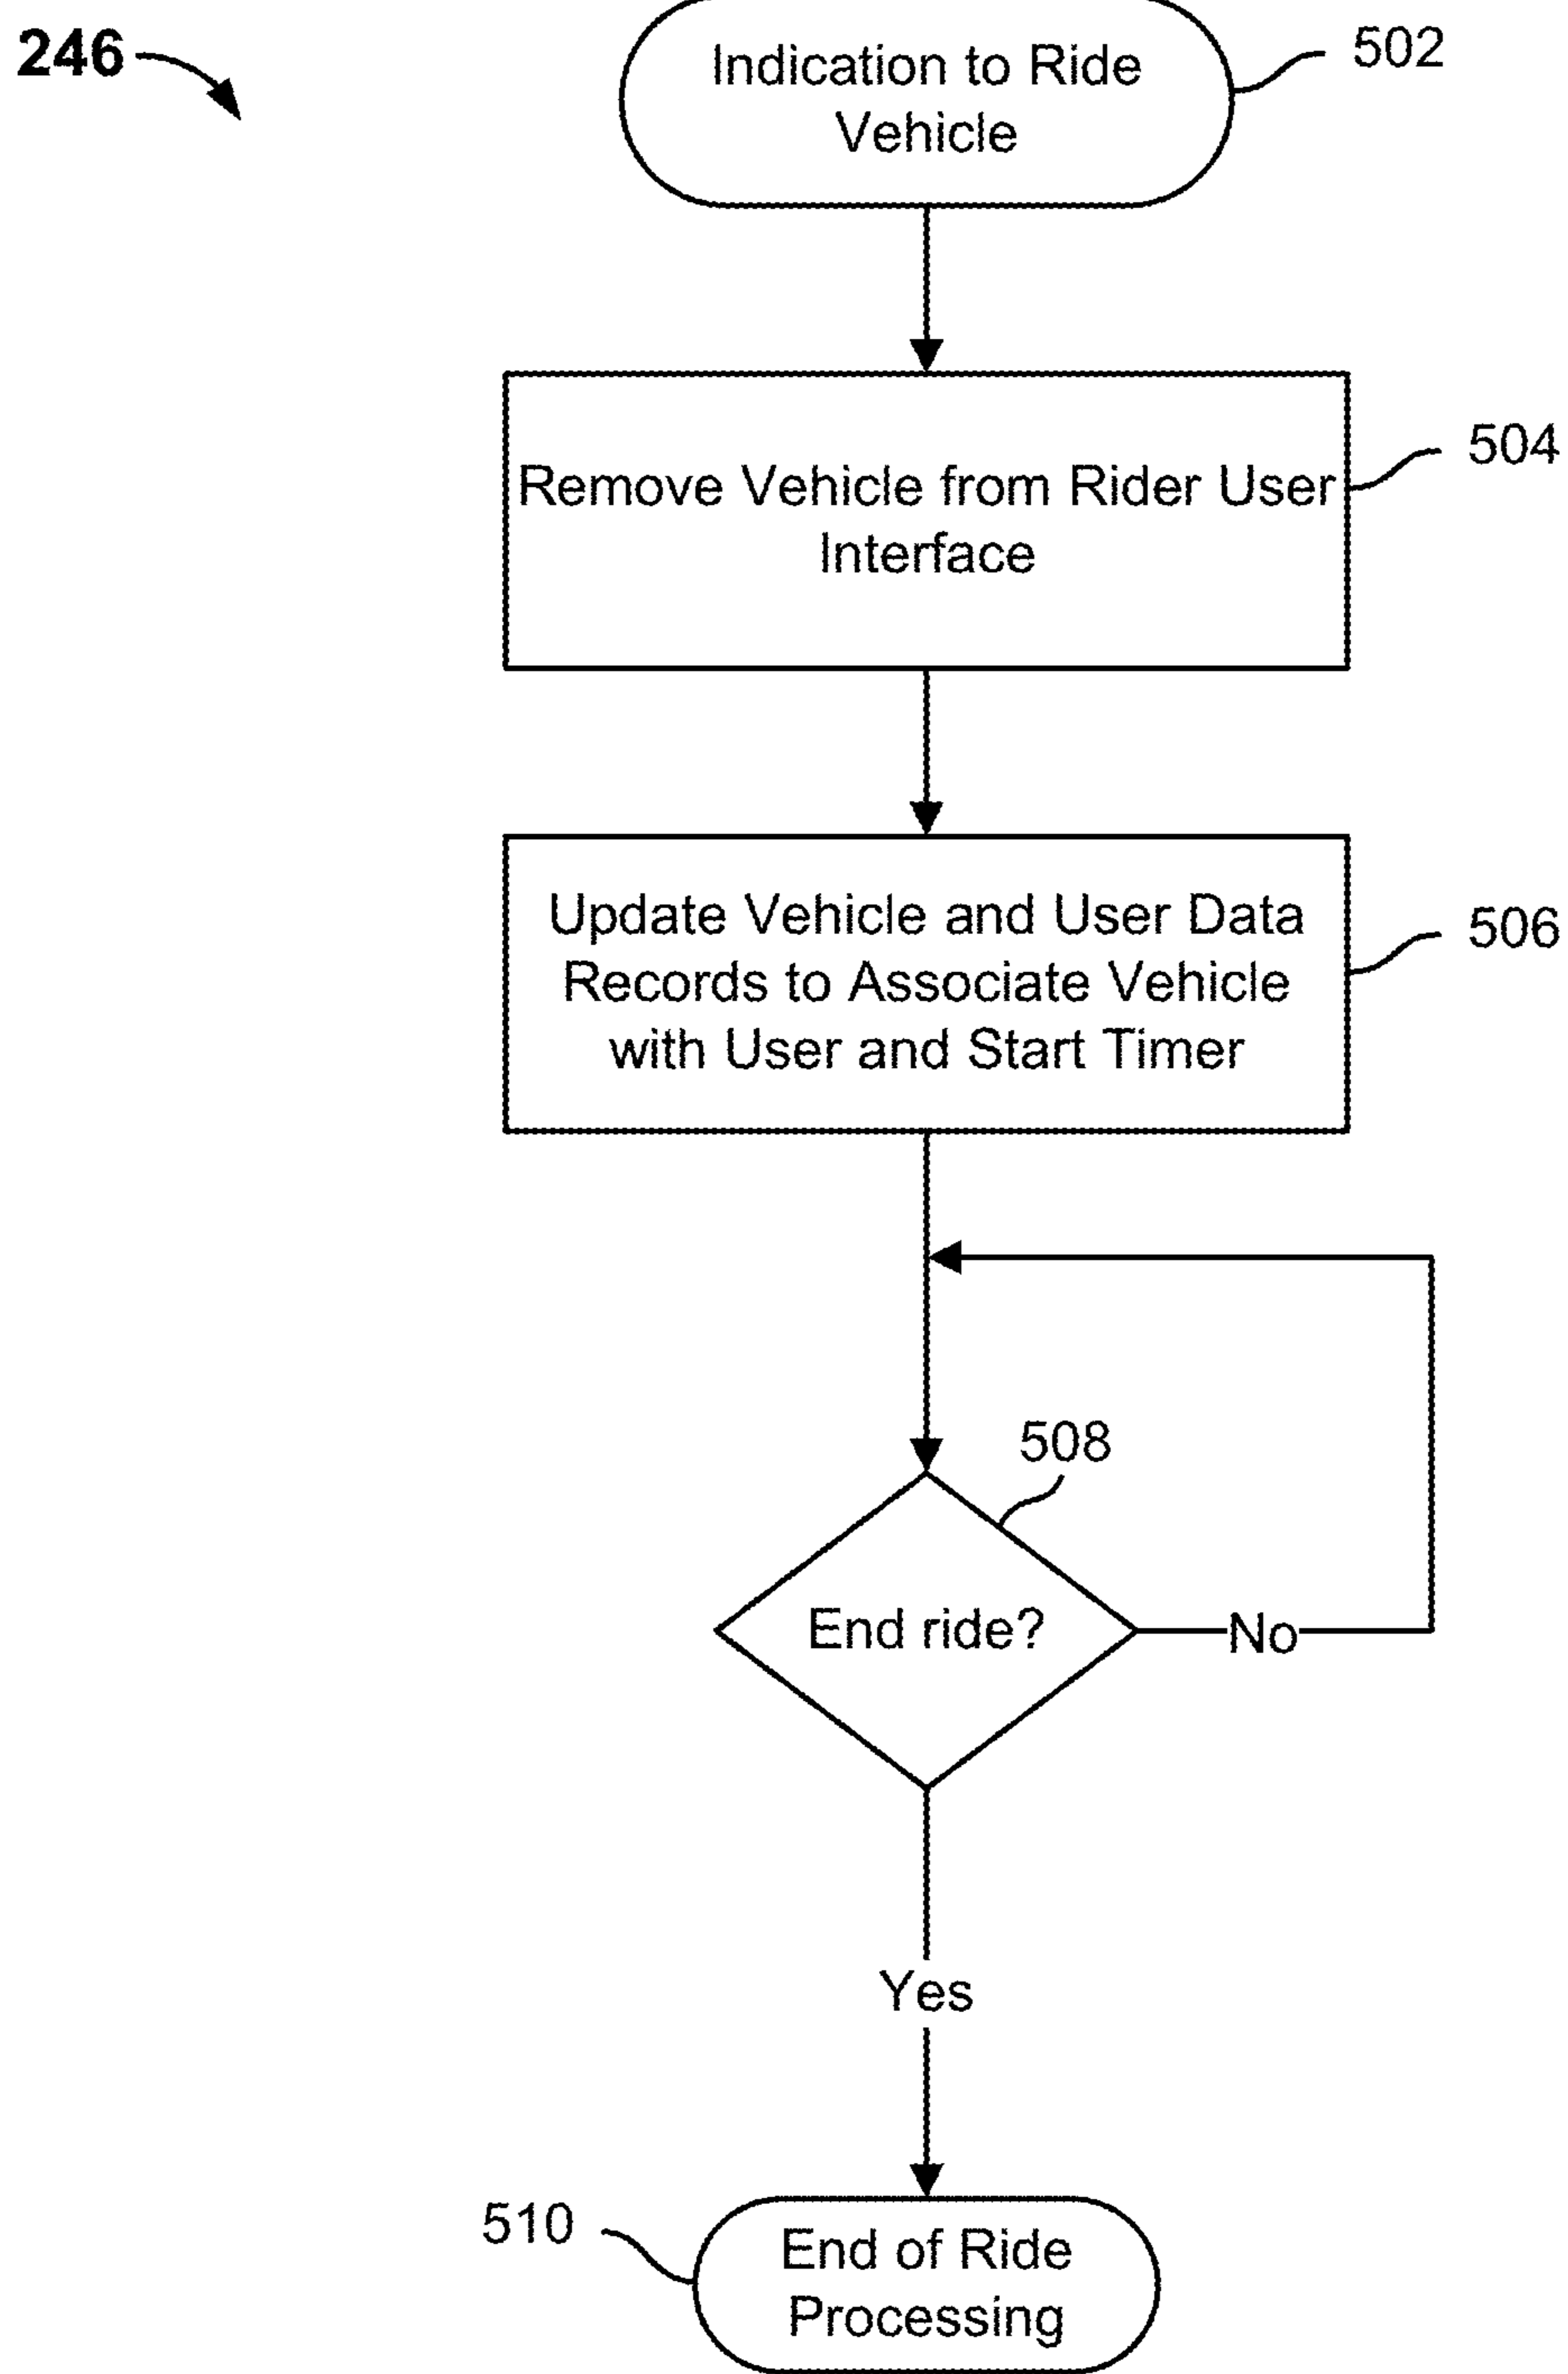 246
Indication to Ride
Vehicle
502
Remove Vehicle from Rider User
Interface
504
Update Vehicle and User Data
Records to Associate Vehicle
with User and Start Timer
506
508
End ride?
No
Yes
510
End of Ride
Processing